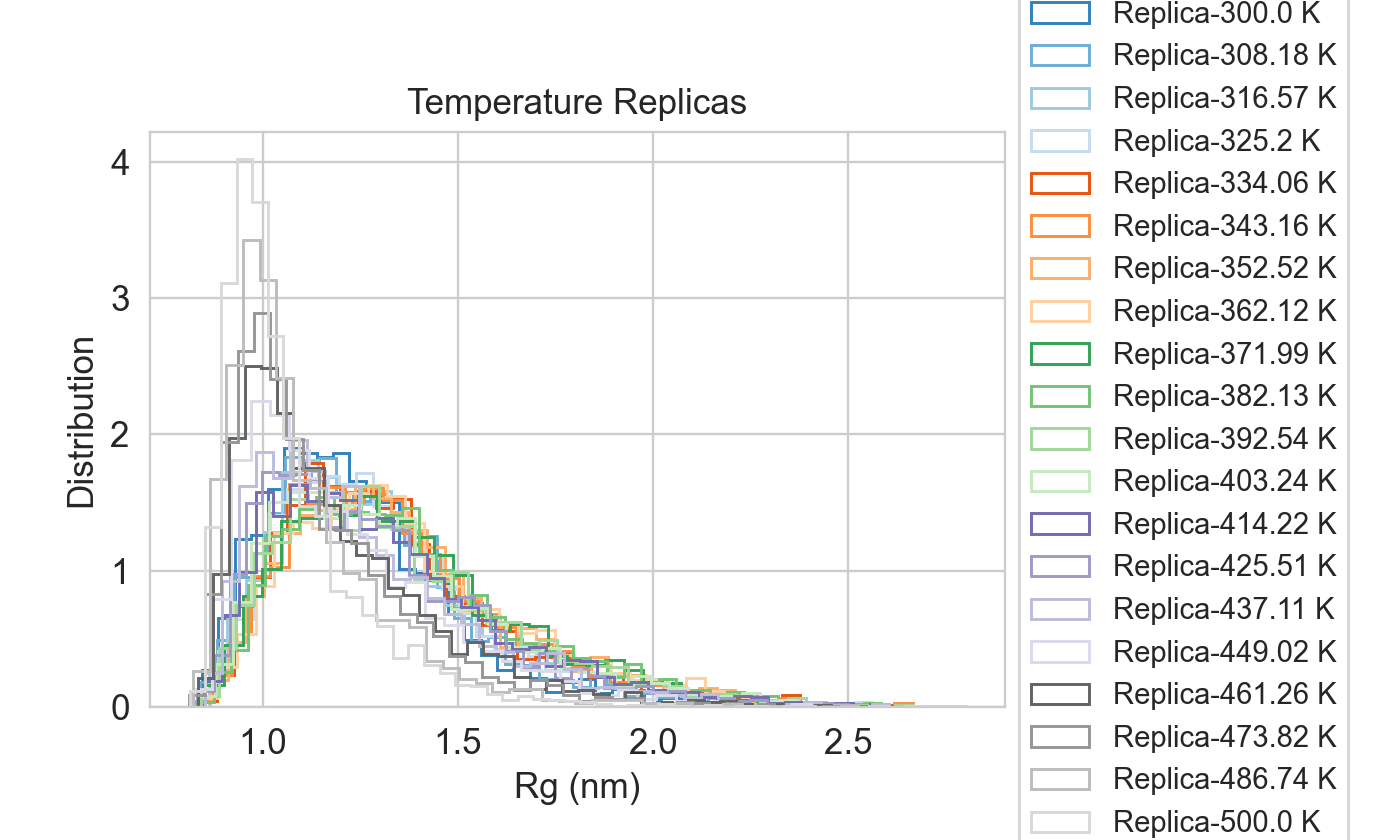 Temperature Replicas
4
3
2
1
0
Distribution
1.0
1.5
2.0
2.5
Rg (nm)
Replica-300.0 K
Replica-308.18 K
Replica-316.57 K
Replica-325.2 K
Replica-334.06 K
Replica-343.16 K
Replica-352.52 K
Replica-362.12 K
Replica-371.99 K
Replica-382.13 K
Replica-392.54 K
Replica-403.24 K
Replica-414.22 K
Replica-425.51 K
Replica-437.11 K
Replica-449.02 K
Replica-461.26 K
Replica-473.82 K
Replica-486.74 K
Replica-500.0 K